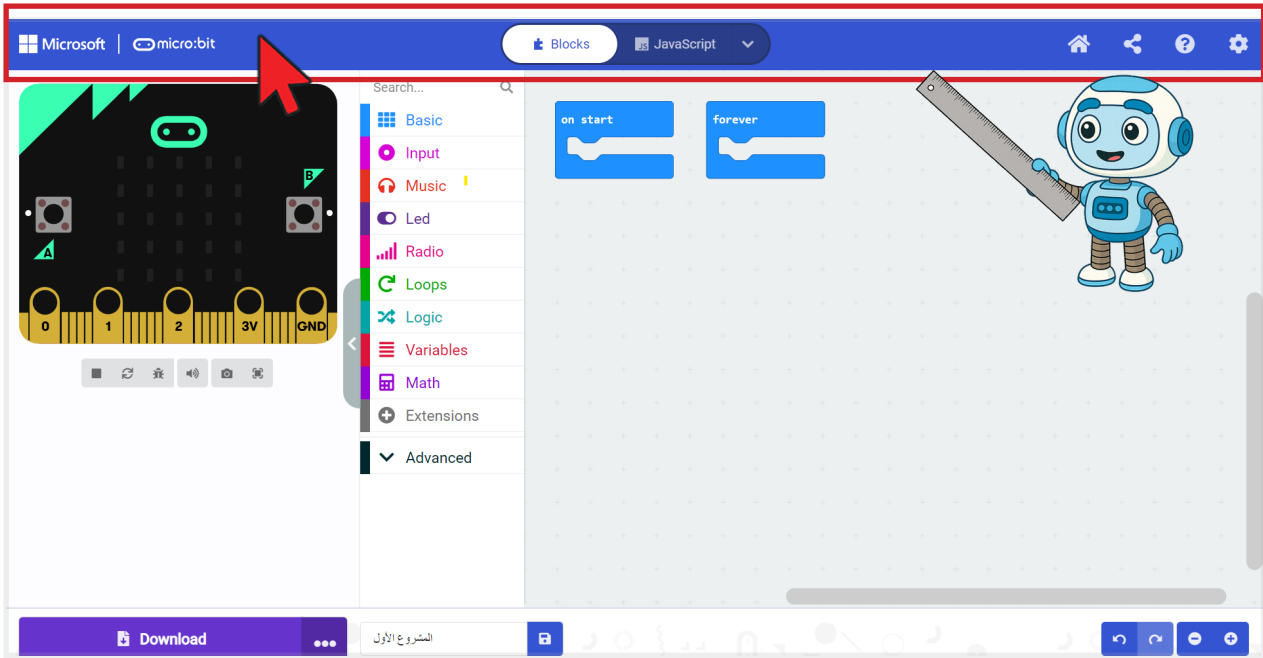 Microsoft micro:bit Blocks JS JavaScript
Search...
Basic
Input
Music
Led
Radio
Loops
Logic
Variables
Math
Extensions
Advanced
on start
forever
B
A
0 1 2 3V GND
Download ••• المشروع الأول